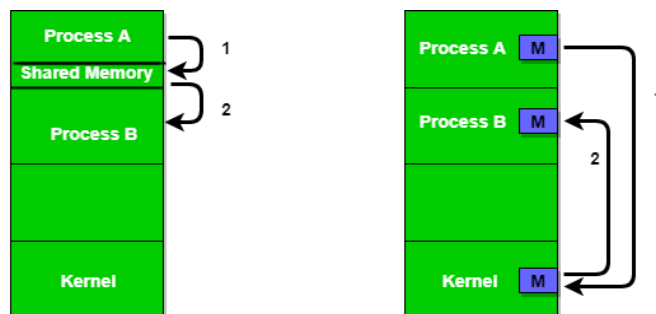 Process A
1
Shared Memory
2
Process B
Kernel
Process A M
Process B M
2
Kernel M